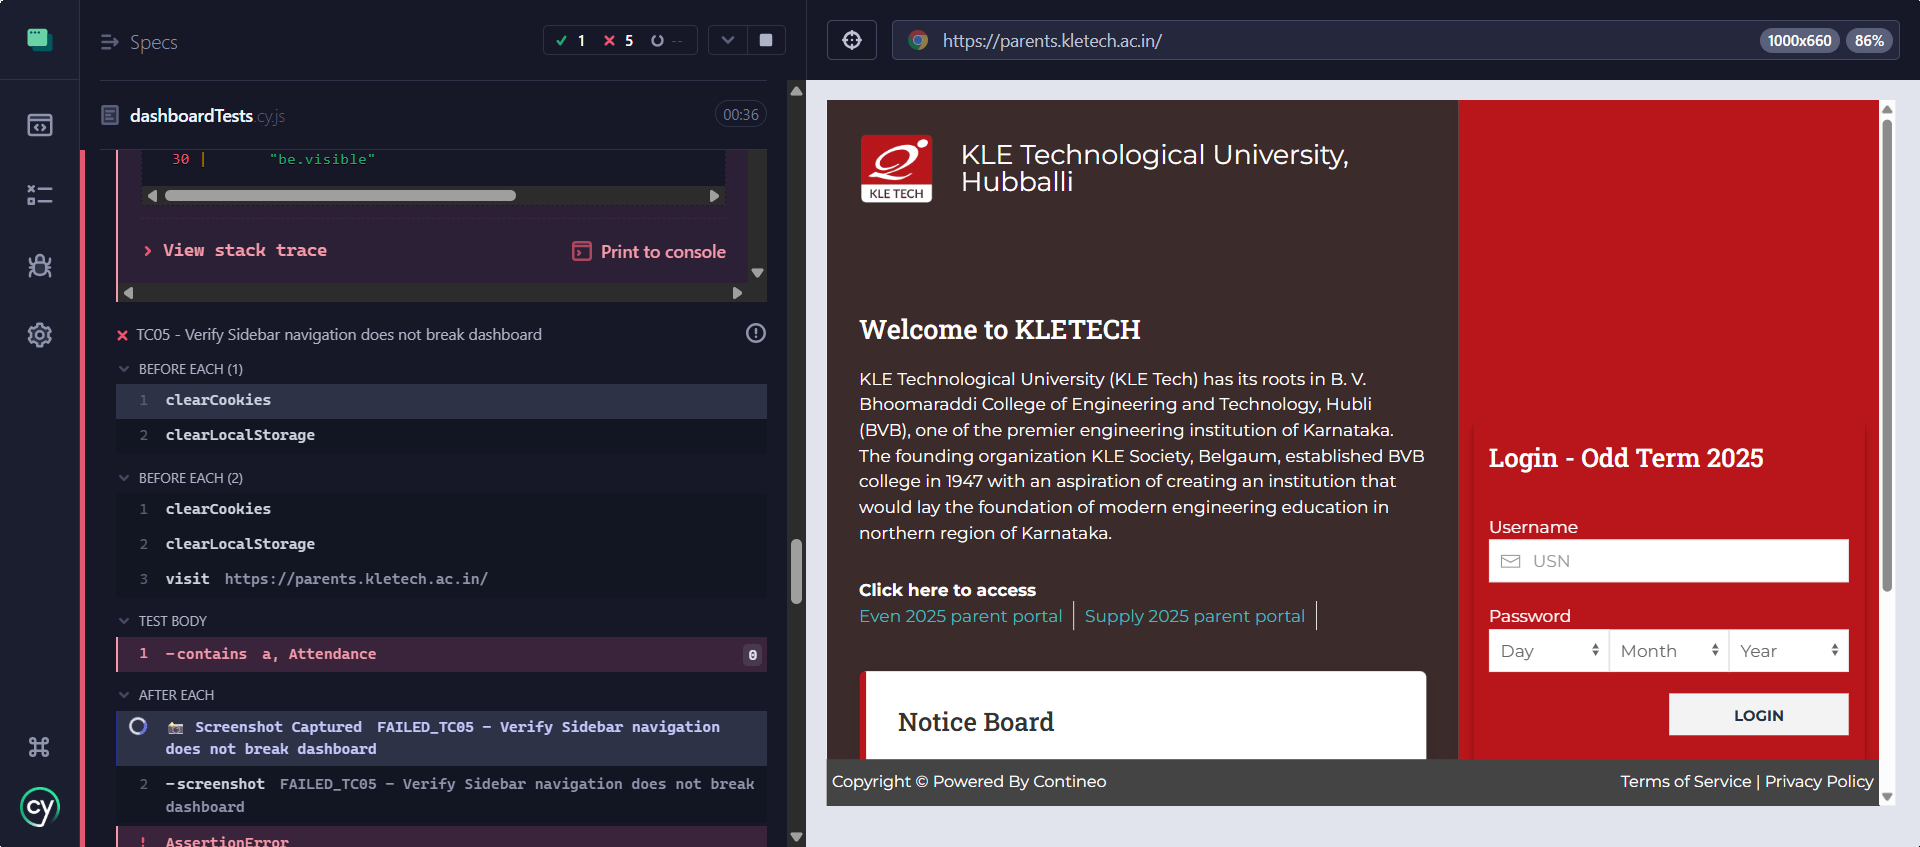 Specs
1 5 --
dashboardTests.cy.js 00:36
30 | "be.visible"
View stack trace Print to console
TC05 - Verify Sidebar navigation does not break dashboard
BEFORE EACH (1)
1 clearCookies
2 clearLocalStorage
BEFORE EACH (2)
1 clearCookies
2 clearLocalStorage
3 visit https://parents.kletech.ac.in/
TEST BODY
1 -contains a, Attendance 0
AFTER EACH
Screenshot Captured FAILED_TC05 - Verify Sidebar navigation
does not break dashboard
2 -screenshot FAILED_TC05 - Verify Sidebar navigation does not break
dashboard
! AssertionError
cy
https://parents.kletech.ac.in/ 1000x660 86%
KLE TECH
KLE Technological University,
Hubballi
Welcome to KLETECH
KLE Technological University (KLE Tech) has its roots in B. V.
Bhoomaraddi College of Engineering and Technology, Hubli
(BVB), one of the premier engineering institution of Karnataka.
The founding organization KLE Society, Belgaum, established BVB
college in 1947 with an aspiration of creating an institution that
would lay the foundation of modern engineering education in
northern region of Karnataka.
Click here to access
Even 2025 parent portal Supply 2025 parent portal
Notice Board
Login - Odd Term 2025
Username
USN
Password
Day Month Year
LOGIN
Copyright © Powered By Contineo
Terms of Service | Privacy Policy